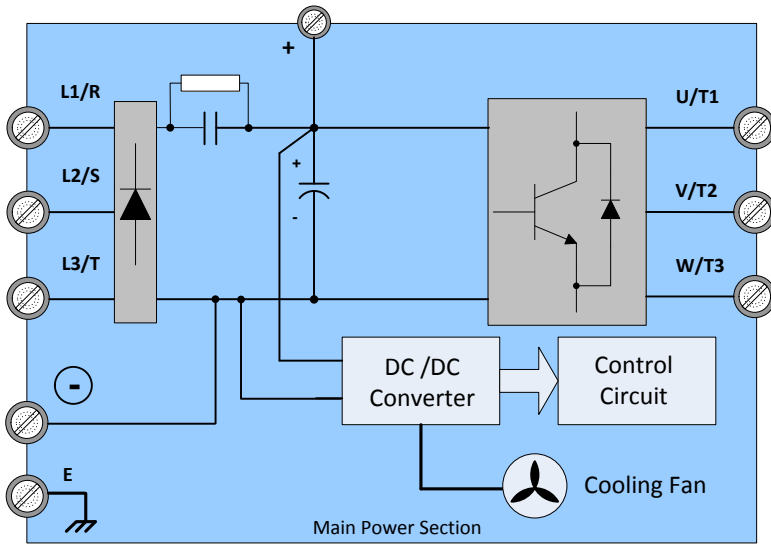 +
L1/R
U/T1
L2/S
+
-
V/T2
L3/T
W/T3
-
DC /DC
Converter
Control
Circuit
E
Cooling Fan
Main Power Section